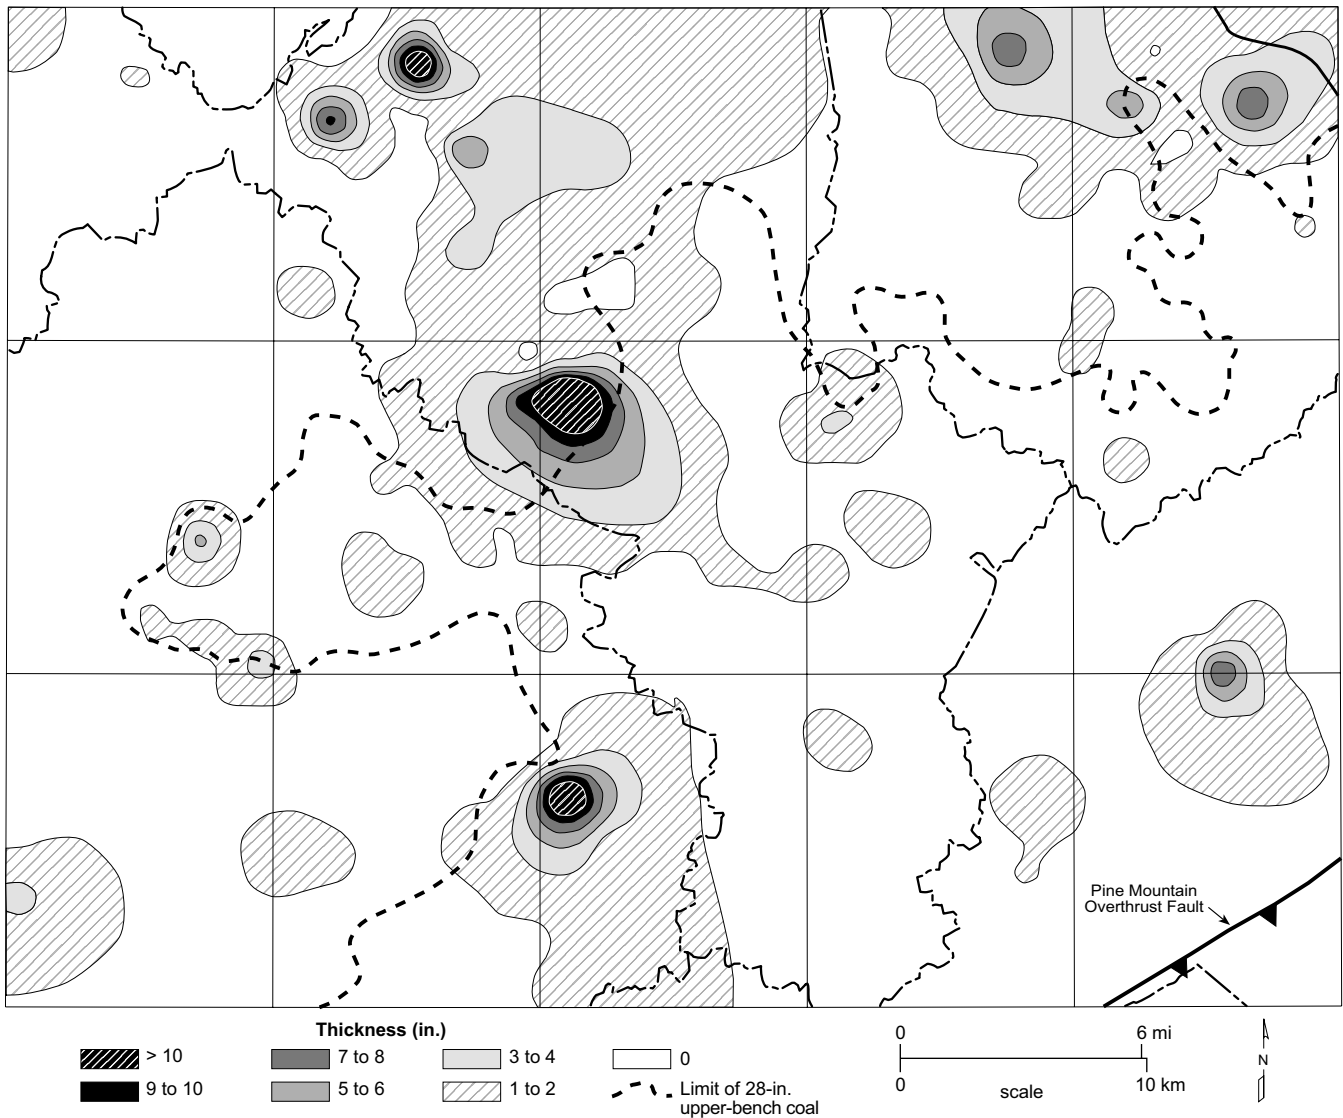 Pine Mountain
Overthrust Fault
Thickness (in.)
> 10
7 to 8
3 to 4
0
9 to 10
5 to 6
1 to 2
Limit of 28-in.
upper-bench coal
0
6 mi
0
scale
10 km
N